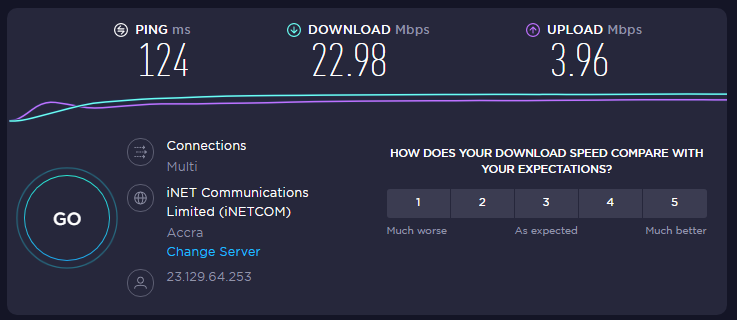 PING ms
124
DOWNLOAD Mbps
22.98
UPLOAD Mbps
3.96
GO
Connections
Multi
iNET Communications
Limited (iNETCOM)
Accra
Change Server
23.129.64.253
HOW DOES YOUR DOWNLOAD SPEED COMPARE WITH
YOUR EXPECTATIONS?
1 2 3 4 5
Much worse As expected Much better